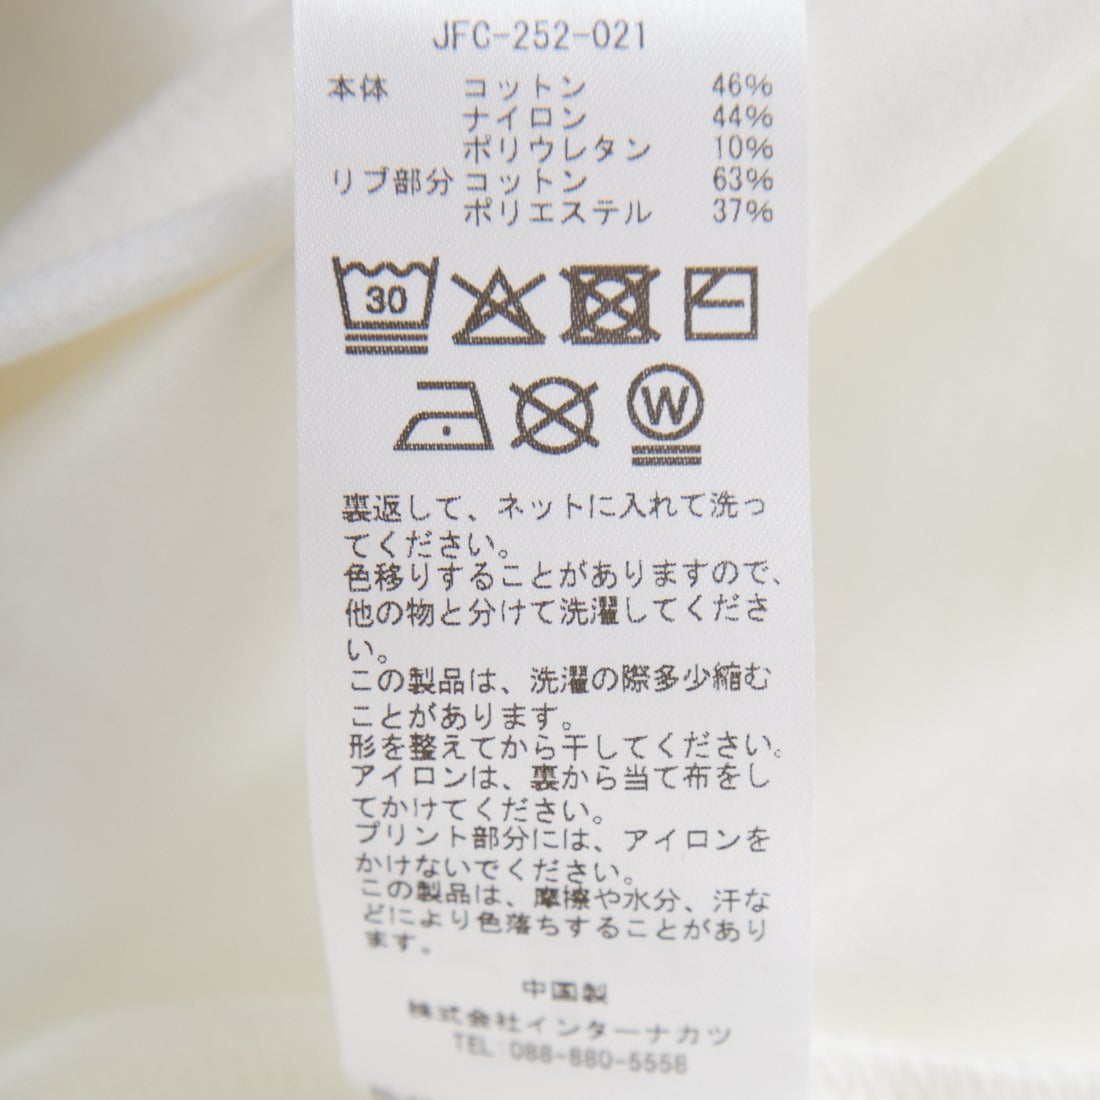 JFC-252-021
本体 コットン 46%
ナイロン 44%
ポリウレタン 10%
リブ部分 コットン 63%
ポリエステル 37%
30
W
裏返して、ネットに入れて洗っ
てください。
色移りすることがありますので、
他の物と分けて洗濯してくださ
い。
この製品は、洗濯の際多少縮む
ことがあります。
形を整えてから干してください。
アイロンは、裏から当て布をし
てかけてください。
プリント部分には、アイロンを
かけないでください。
この製品は、摩擦や水分、汗な
どにより色落ちすることがあり
ます。
中国製
株式会社インターナカツ
TEL:088-880-5558